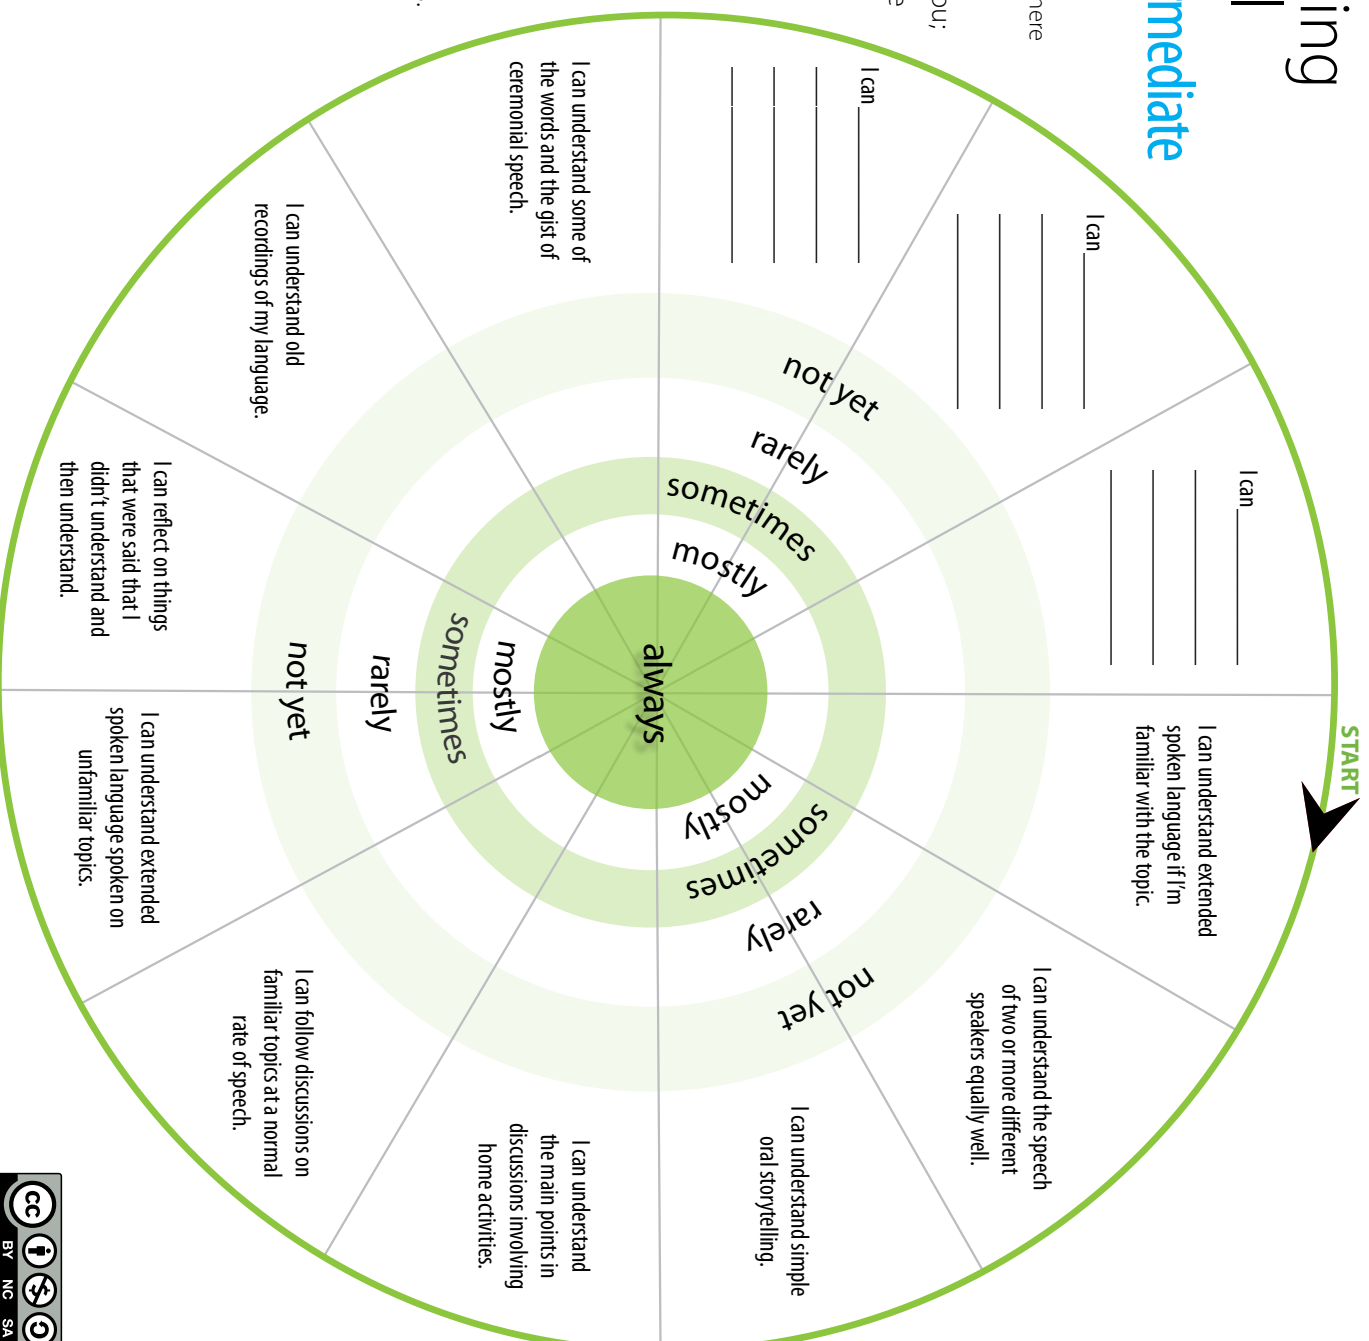 ing
mediate
here
ou;
e
START
I can understand extended
spoken language if I'm
familiar with the topic.
I can understand the speech
of two or more different
speakers equally well.
I can understand simple
oral storytelling.
I can understand
the main points in
discussions involving
home activities.
I can follow discussions on
familiar topics at a normal
rate of speech.
I can understand extended
spoken language spoken on
unfamiliar topics.
I can reflect on things
that were said that I
didn't understand and
then understand.
I can understand old
recordings of my language.
I can understand some of
the words and the gist of
ceremonial speech.
I can
I can
I can
not yet
rarely
sometimes
mostly
always
mostly
sometimes
rarely
not yet
mostly
sometimes
rarely
not yet
cc
BY NC SA